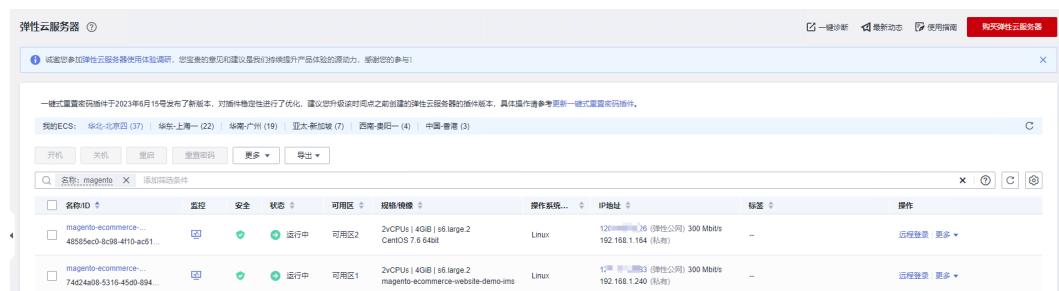 弹性云服务器
一键诊断 最新动态 使用指南 购买弹性云服务器
诚邀您参加弹性云服务器使用体验调研，您宝贵的意见和建议是我们持续提升产品体验的源动力，感谢您的参与！
一键式重置密码插件于2023年6月15号发布了新版本，对插件稳定性进行了优化，建议您升级该时间点之前创建的弹性云服务器的插件版本，具体操作请参考更新一键式重置密码插件。
我的ECS： 华北-北京四 (37) 华东-上海一 (22) 华南-广州 (19) 亚太-新加坡 (7) 西南-贵阳一 (4) 中国-香港 (3)
开机 关机 重启 重置密码 更多 导出
名称: magento 添加筛选条件
名称/ID 监控 安全 状态 可用区 规格/镜像 操作系统... IP地址 标签 操作
magento-ecommerce-...
48585ec0-8c98-4f10-ac61...
运行中 可用区2
2vCPUs | 4GiB | s6.large.2
CentOS 7.6 64bit
Linux
26 (弹性公网) 300 Mbit/s
192.168.1.164 (私有)
--
远程登录 更多
magento-ecommerce-...
74d24a08-5316-45d0-894...
运行中 可用区1
2vCPUs | 4GiB | s6.large.2
magento-ecommerce-website-demo-ims
Linux
(弹性公网) 300 Mbit/s
192.168.1.240 (私有)
--
远程登录 更多